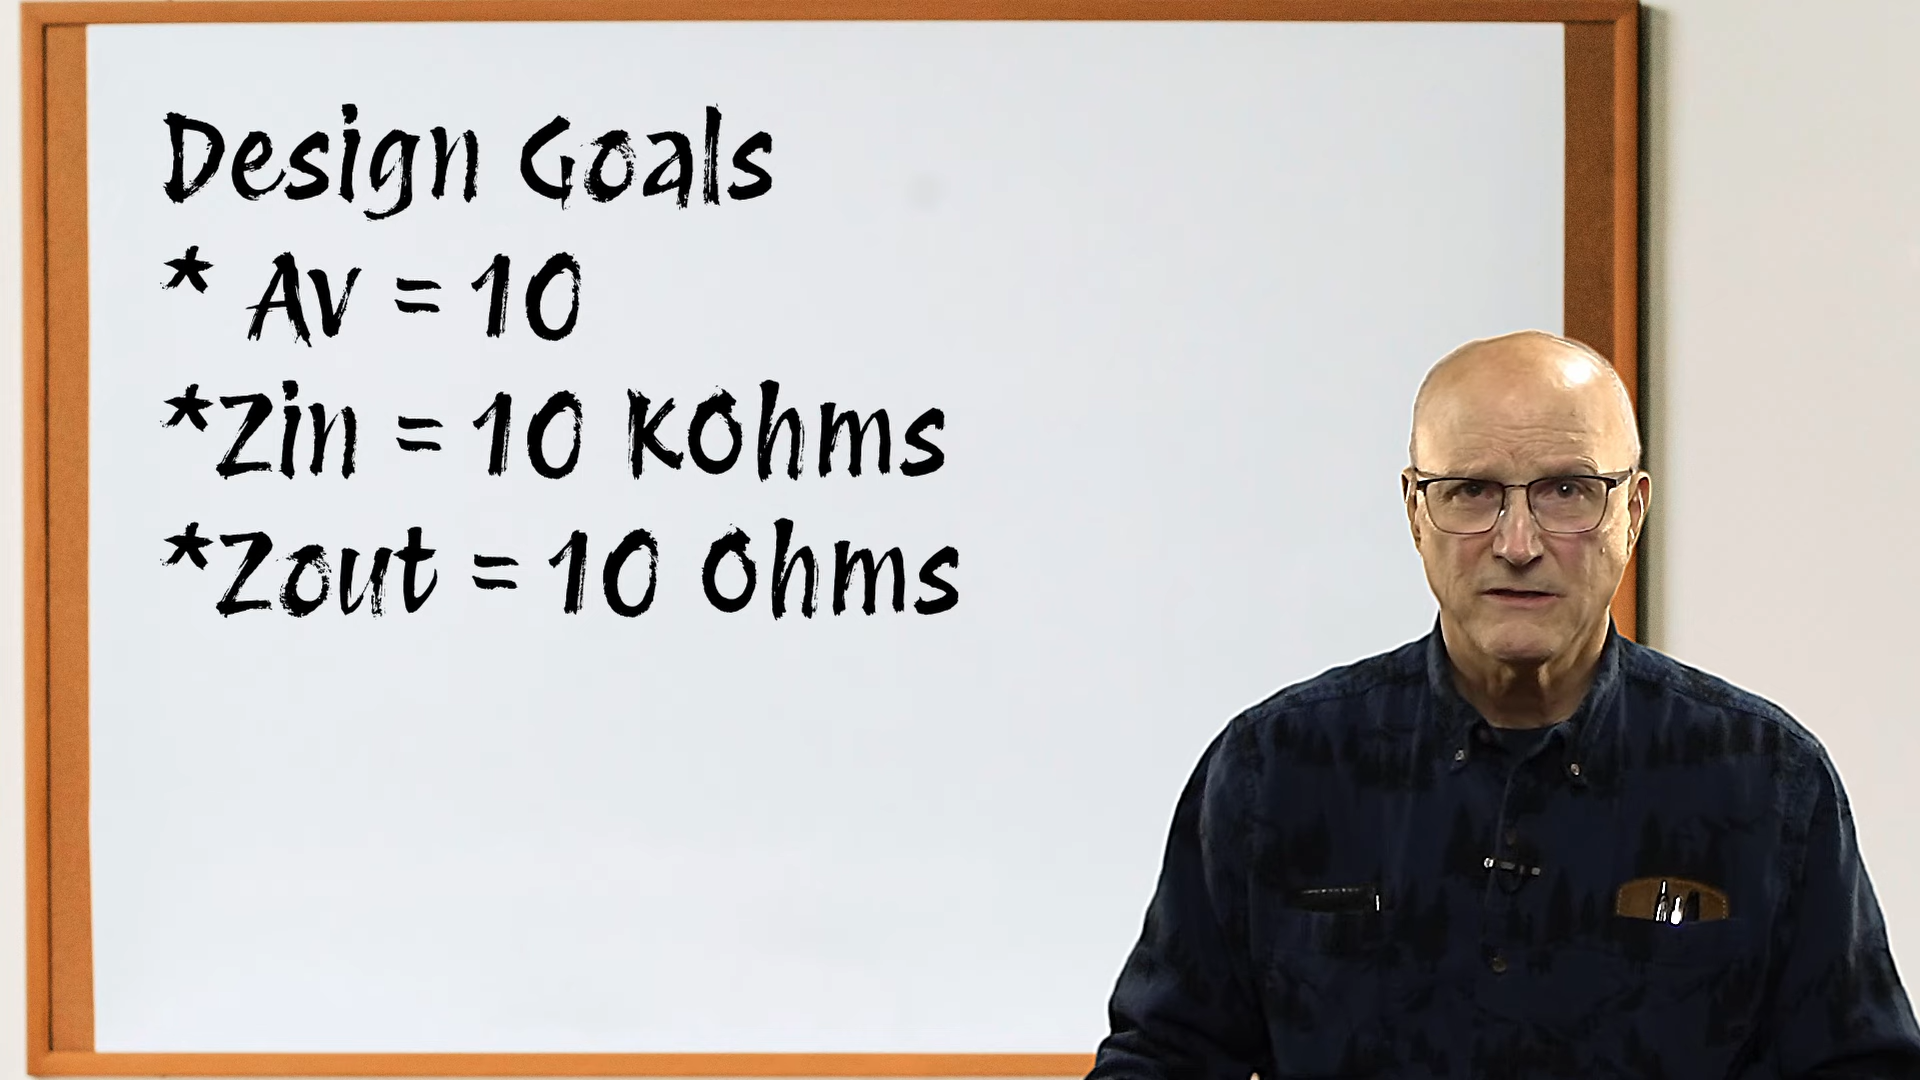 Design Goals
* Av = 10
*Zin = 10 KOhms
*Zout = 10 Ohms